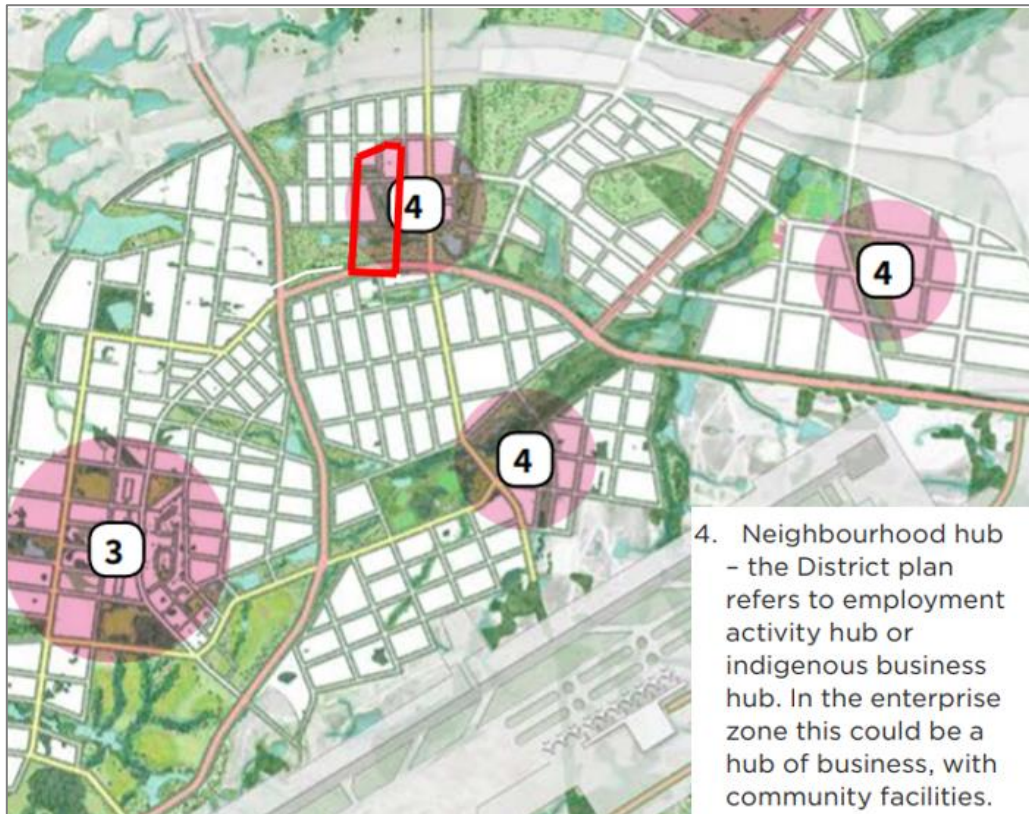 4
4
4
3
4. Neighbourhood hub
– the District plan
refers to employment
activity hub or
indigenous business
hub. In the enterprise
zone this could be a
hub of business, with
community facilities.